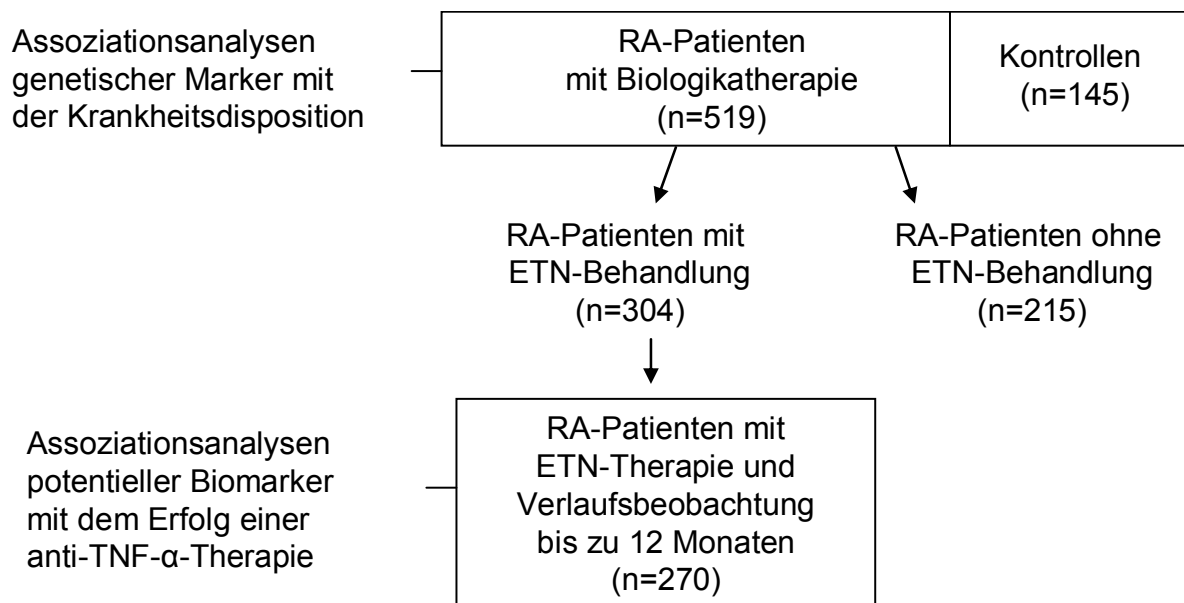 Assoziationsanalysen
genetischer Marker mit
der Krankheitsdisposition
RA-Patienten
mit Biologikatherapie
(n=519)
Kontrollen
(n=145)
RA-Patienten mit
ETN-Behandlung
(n=304)
RA-Patienten ohne
ETN-Behandlung
(n=215)
Assoziationsanalysen
potentieller Biomarker
mit dem Erfolg einer
anti-TNF-α-Therapie
RA-Patienten mit
ETN-Therapie und
Verlaufsbeobachtung
bis zu 12 Monaten
(n=270)